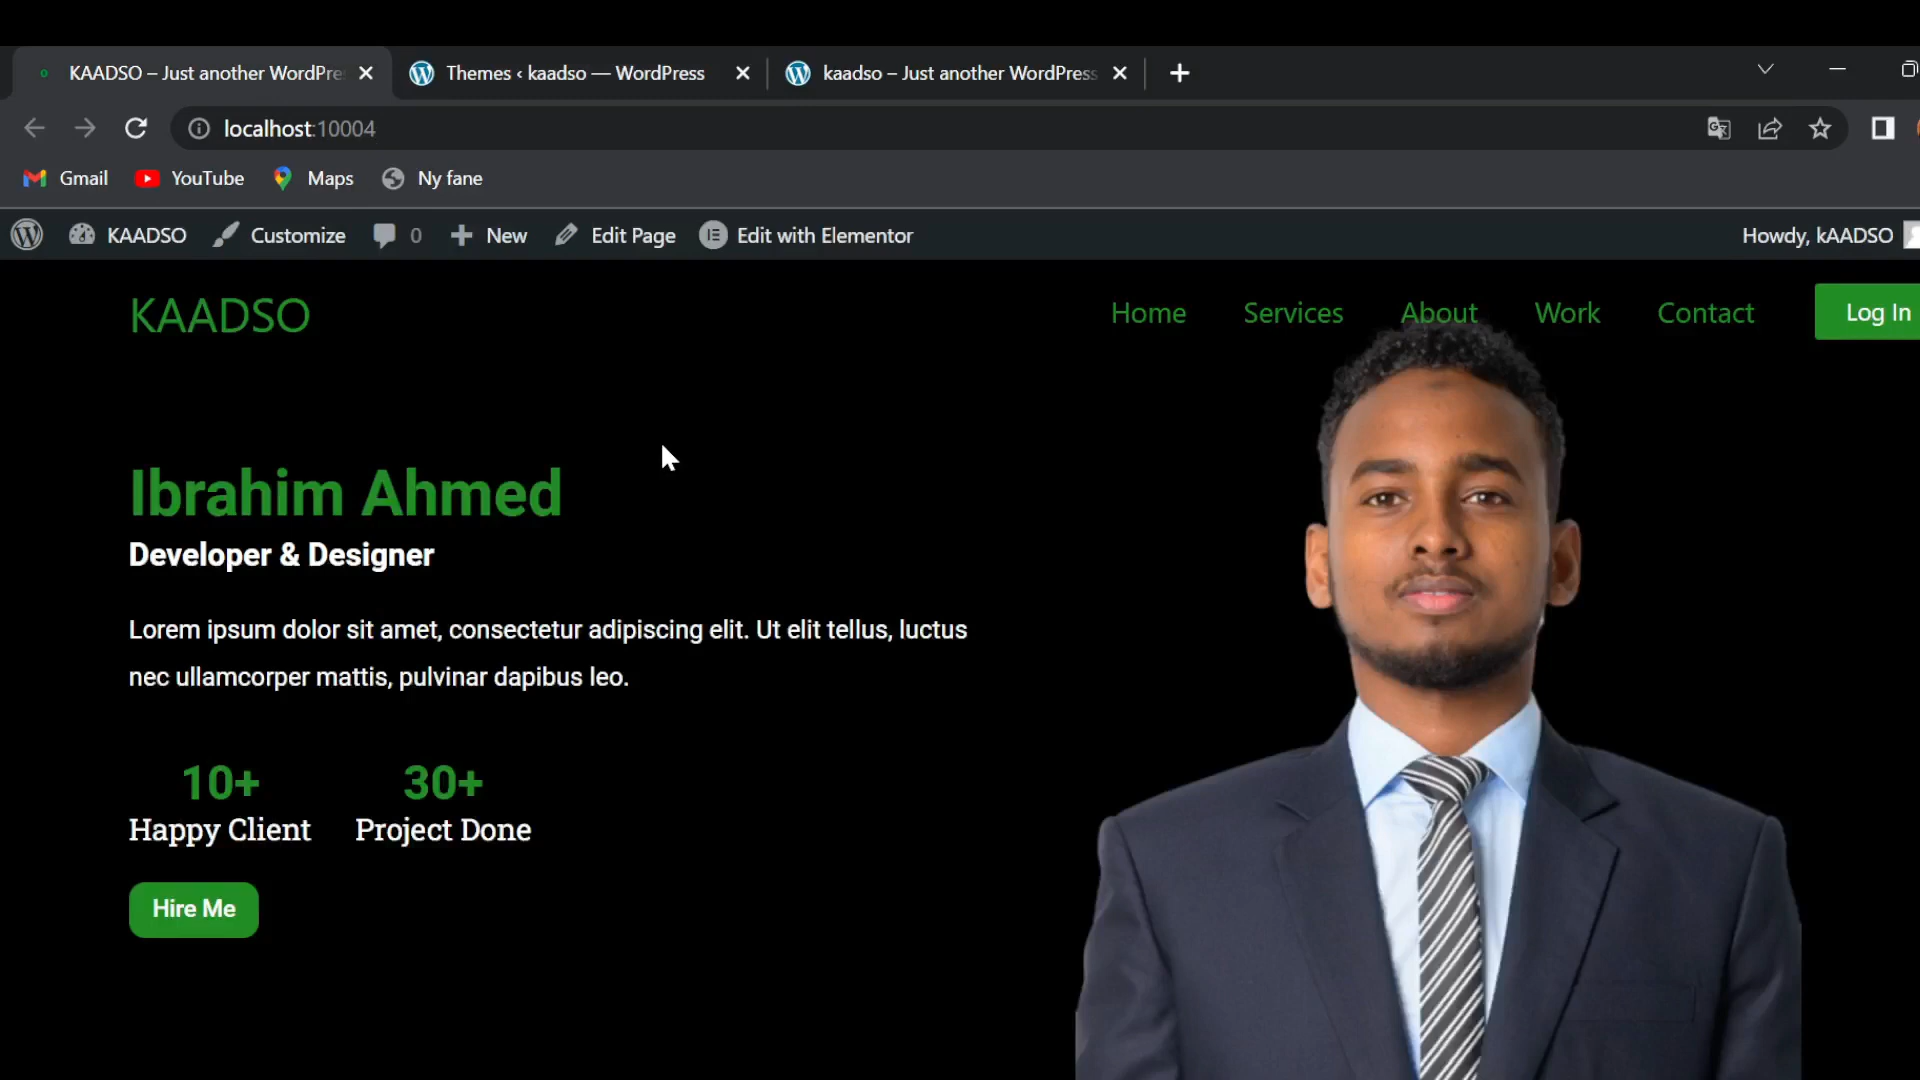 KAADSO – Just another WordPre
Themes ‹ kaadso — WordPress
kaadso – Just another WordPress
localhost:10004
Gmail
YouTube
Maps
Ny fane
KAADSO
Customize
0
New
Edit Page
Edit with Elementor
Howdy, kAADSO
KAADSO
Home
Services
About
Work
Contact
Log In
Ibrahim Ahmed
Developer & Designer
Lorem ipsum dolor sit amet, consectetur adipiscing elit. Ut elit tellus, luctus
nec ullamcorper mattis, pulvinar dapibus leo.
10+
30+
Happy Client
Project Done
Hire Me